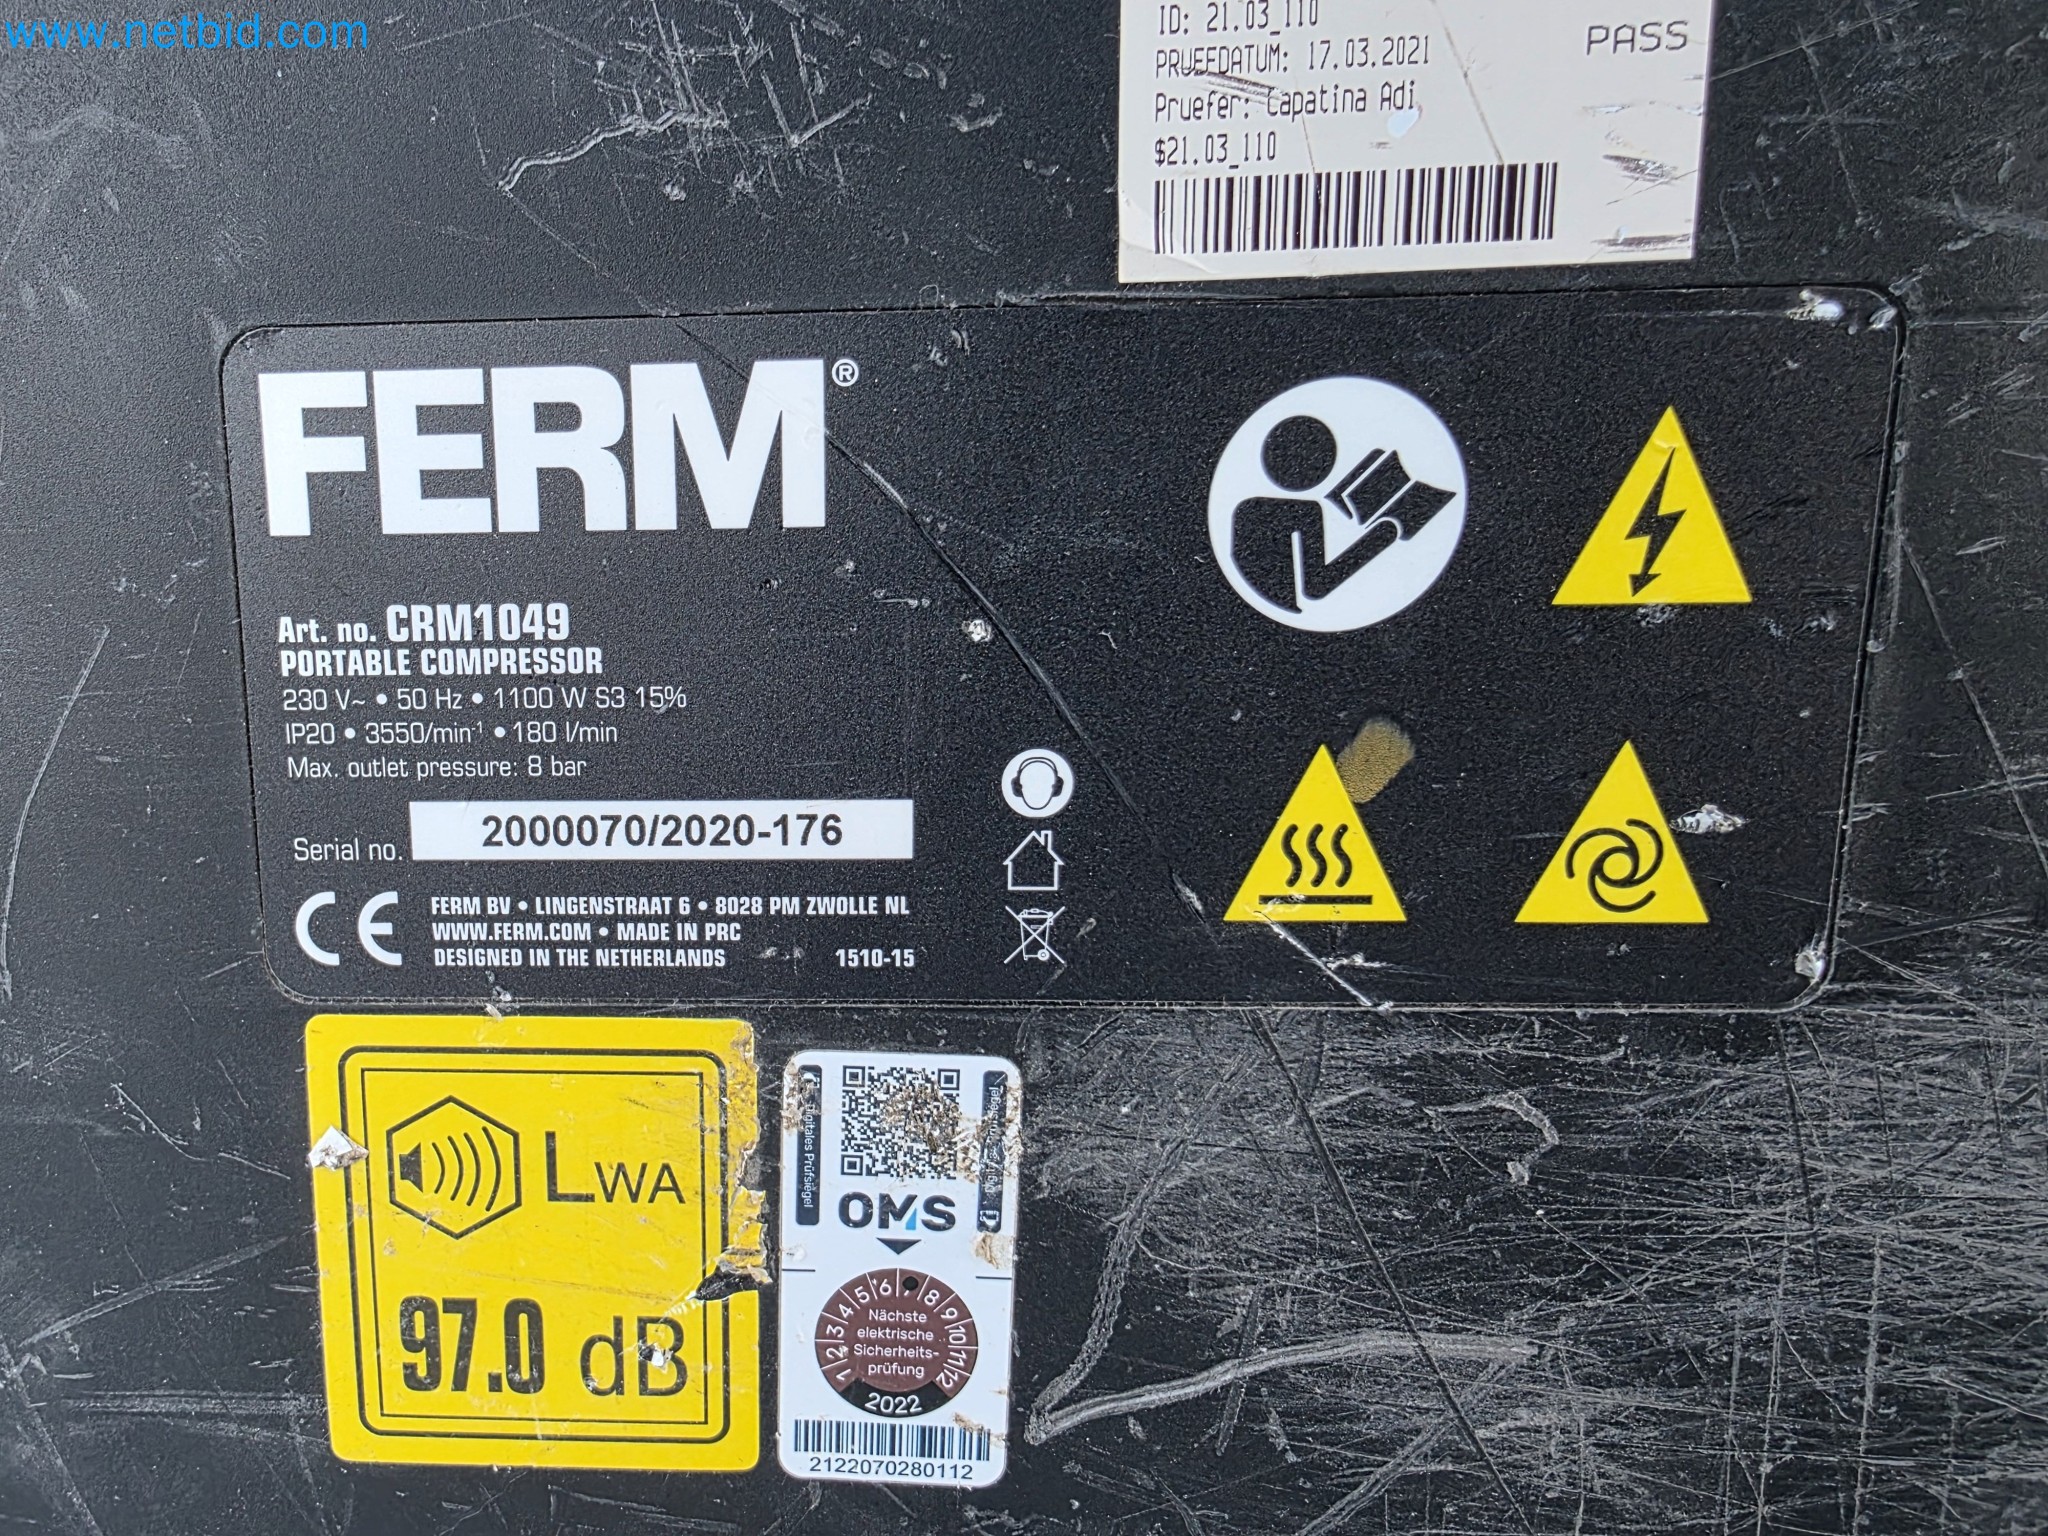 www.netbid.com
ID: 21.03_110
PASS
PRUEFDATUM: 17.03.2021
Pruefer: Capatina Adi
$21.03_110
FERM®
Art. no. CRM1049
PORTABLE COMPRESSOR
230 V~ • 50 Hz • 1100 W S3 15%
IP20 • 3550/min⁻¹ • 180 l/min
Max. outlet pressure: 8 bar
Serial no. 2000070/2020-176
CE
FERM BV • LINGENSTRAAT 6 • 8028 PM ZWOLLE NL
WWW.FERM.COM • MADE IN PRC
DESIGNED IN THE NETHERLANDS 1510-15
LWA
97.0 dB
Digitales Prüfsiegel
OMS
1 2 3 4 5 6 8 9 10 11 12
Nächste
elektrische
Sicherheits-
prüfung
2022
2122070280112